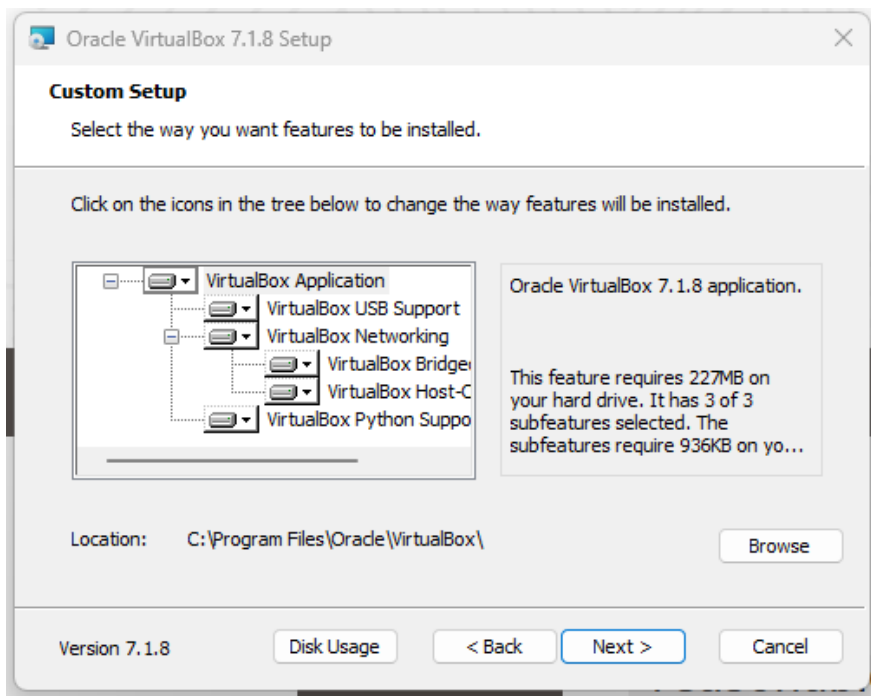 Oracle VirtualBox 7.1.8 Setup
Custom Setup
Select the way you want features to be installed.
Click on the icons in the tree below to change the way features will be installed.
VirtualBox Application
VirtualBox USB Support
VirtualBox Networking
VirtualBox Bridge
VirtualBox Host-C
VirtualBox Python Suppo
Oracle VirtualBox 7.1.8 application.
This feature requires 227MB on
your hard drive. It has 3 of 3
subfeatures selected. The
subfeatures require 936KB on yo...
Location: C:\Program Files\Oracle\VirtualBox\
Browse
Version 7.1.8
Disk Usage
< Back
Next >
Cancel